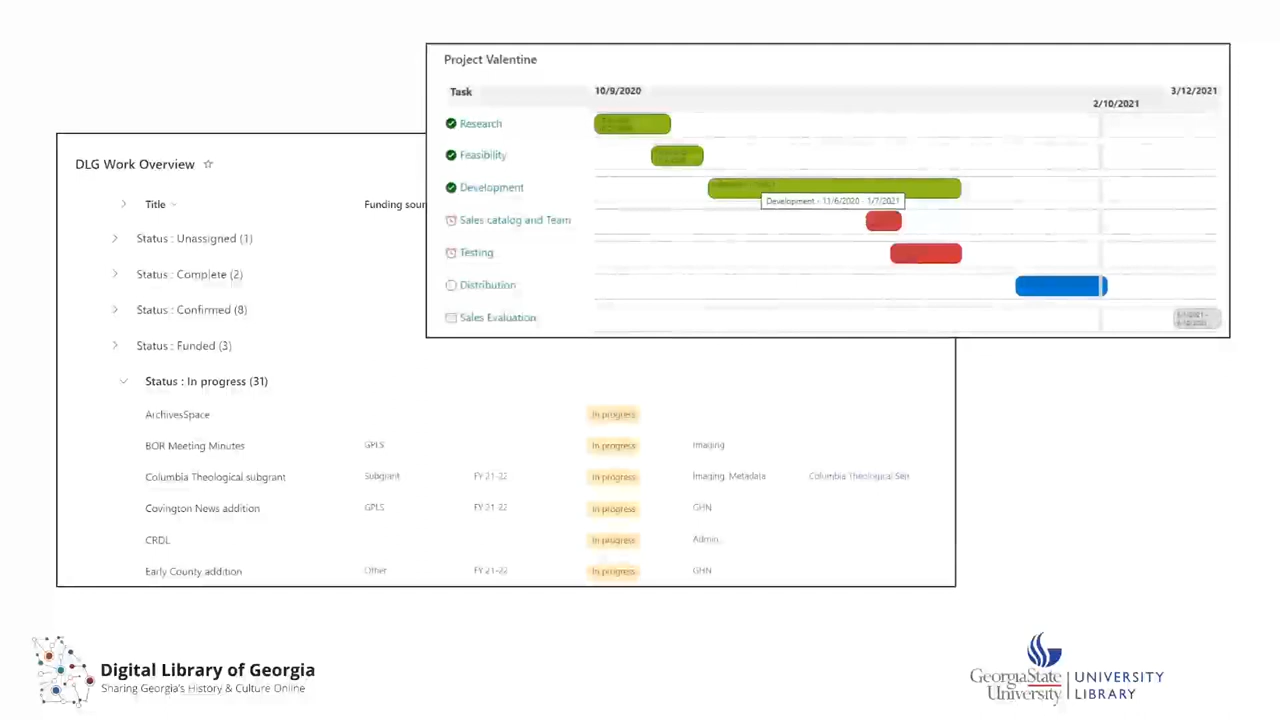 Project Valentine
Task
10/9/2020
2/10/2021
3/12/2021
Research
Feasibility
Development
Development - 11/6/2020 - 1/7/2021
Sales catalog and Team
Testing
Distribution
Sales Evaluation
DLG Work Overview
Title
Funding sour
Status : Unassigned (1)
Status : Complete (2)
Status : Confirmed (8)
Status : Funded (3)
Status : In progress (31)
ArchivesSpace In progress
BOR Meeting Minutes GPLS In progress Imaging
Columbia Theological subgrant Subgrant FY 21-22 In progress Imaging, Metadata Columbia Theological Sem
Covington News addition GPLS FY 21-22 In progress GHN
CRDL In progress Admin
Early County addition Other FY 21-22 In progress GHN
Digital Library of Georgia
Sharing Georgia's History & Culture Online
GeorgiaState
University
UNIVERSITY
LIBRARY